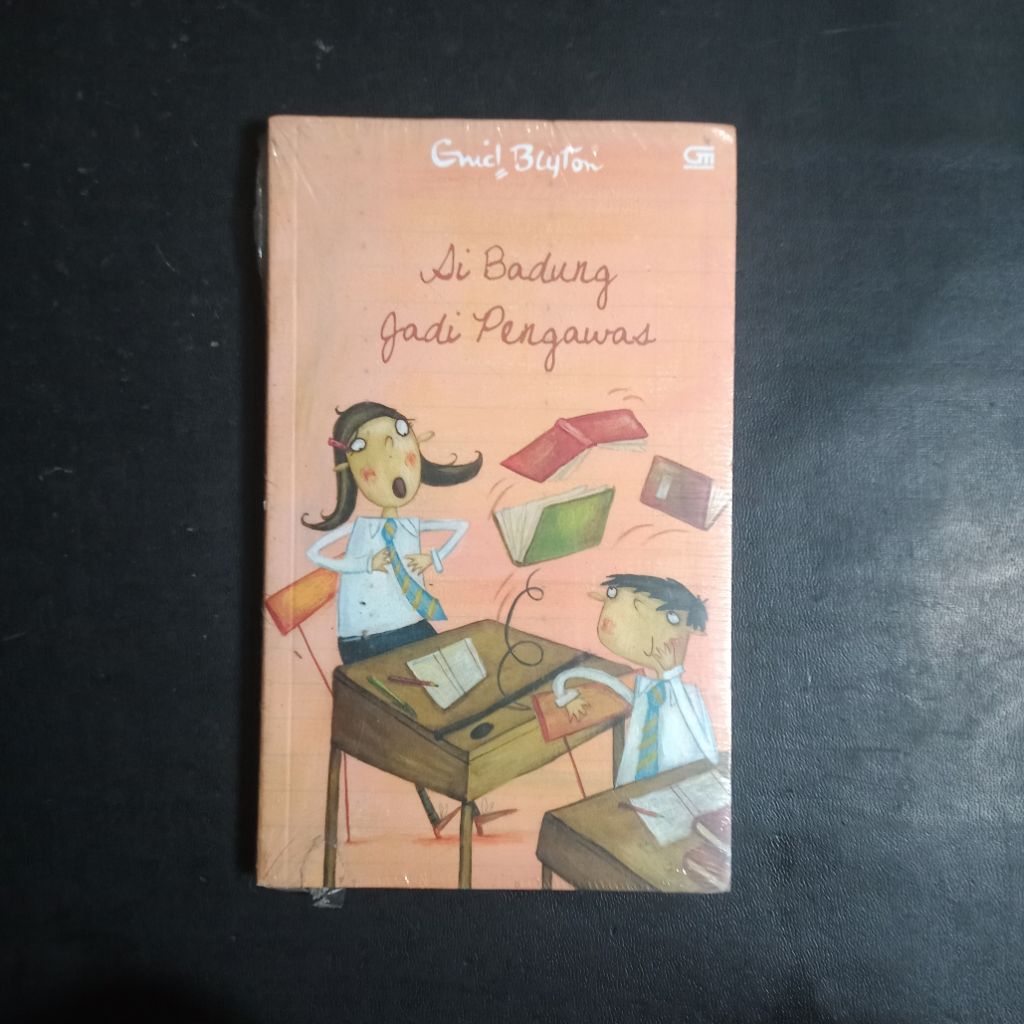 Enid Blyton
GM
Si Badung
Jadi Pengawas